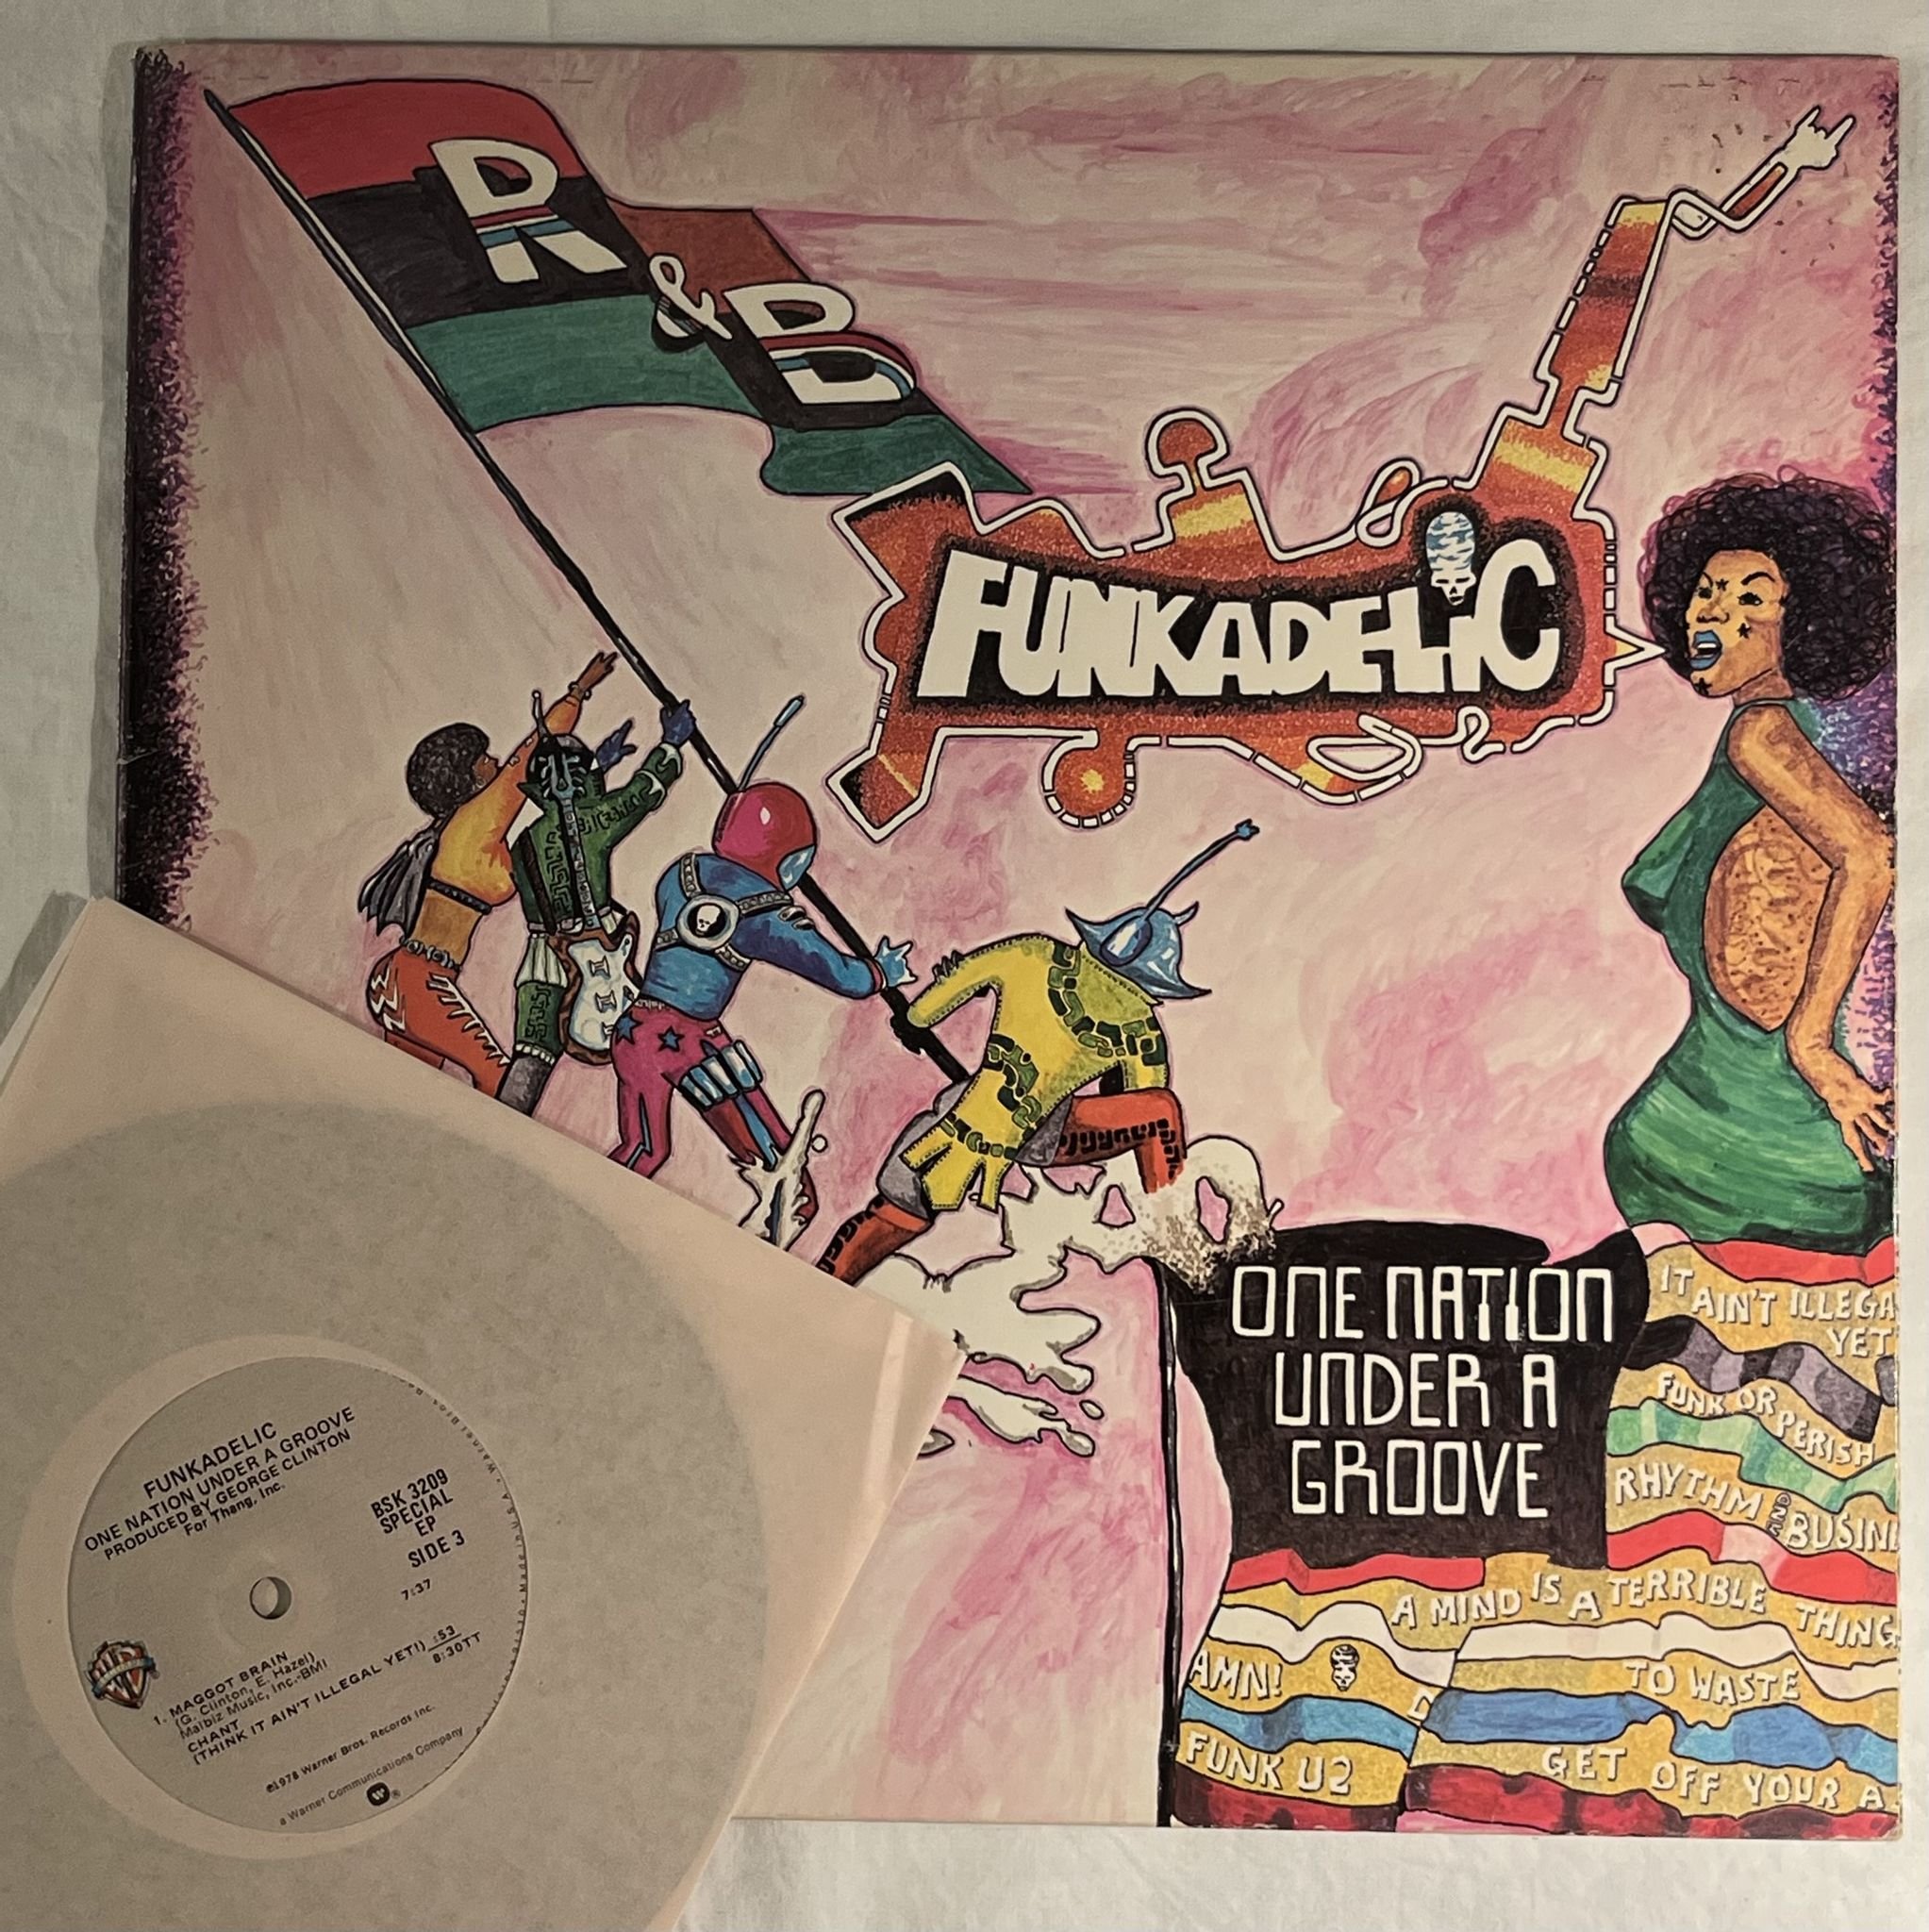 R
&
B
FUNKADELIC
ONE NATION
UNDER A
GROOVE
IT
AIN'T ILLEGA
YET
FUNK OR
PERISH
RHYTHM AND BUSIN
A MIND IS A TERRIBLE
THING
AMN!
TO WASTE
FUNK U2
GET OFF YOUR A
FUNKADELIC
ONE NATION UNDER A GROOVE
PRODUCED BY GEORGE CLINTON
For Thang, Inc.
BSK 3209
SPECIAL
EP
SIDE 3
7:37
1. MAGGOT BRAIN
(G. Clinton, E. Hazel)
Malbiz Music, Inc.-BMI
CHANT
(THINK IT AIN'T ILLEGAL YET!) :53
8:30TT
℗1978 Warner Bros. Records Inc.
a Warner Communications Company
Made in U.S.A.